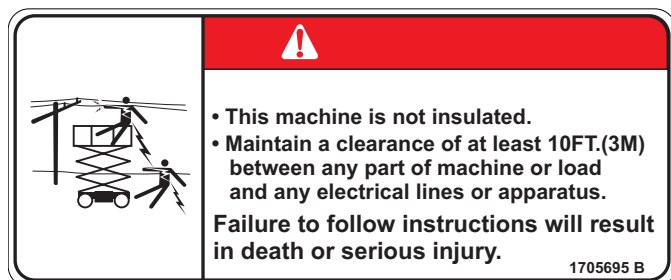 • This machine is not insulated.
• Maintain a clearance of at least 10FT.(3M)
between any part of machine or load
and any electrical lines or apparatus.
Failure to follow instructions will result
in death or serious injury.
1705695 B